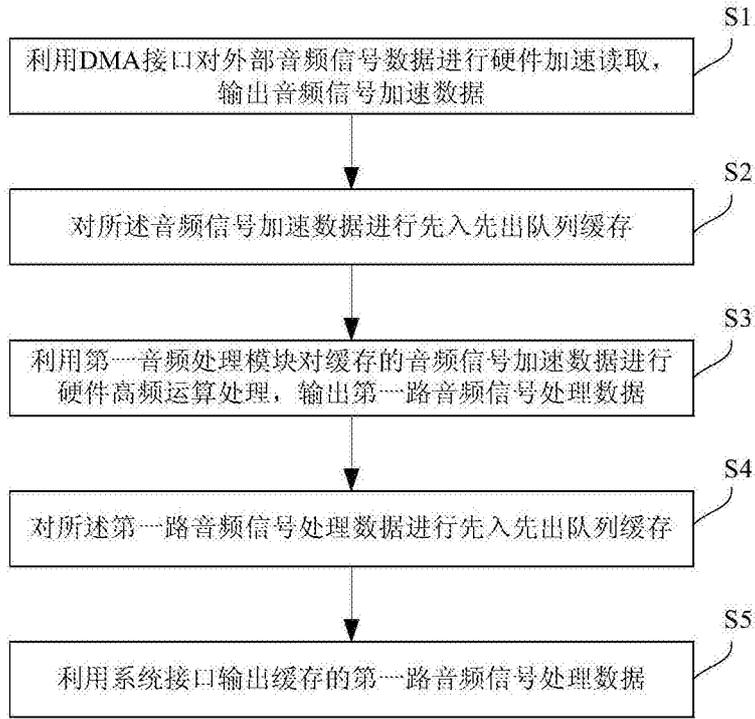 S1
利用DMA接口对外部音频信号数据进行硬件加速读取，
输出音频信号加速数据
S2
对所述音频信号加速数据进行先入先出队列缓存
S3
利用第一音频处理模块对缓存的音频信号加速数据进行
硬件高频运算处理，输出第一路音频信号处理数据
S4
对所述第一路音频信号处理数据进行先入先出队列缓存
S5
利用系统接口输出缓存的第一路音频信号处理数据